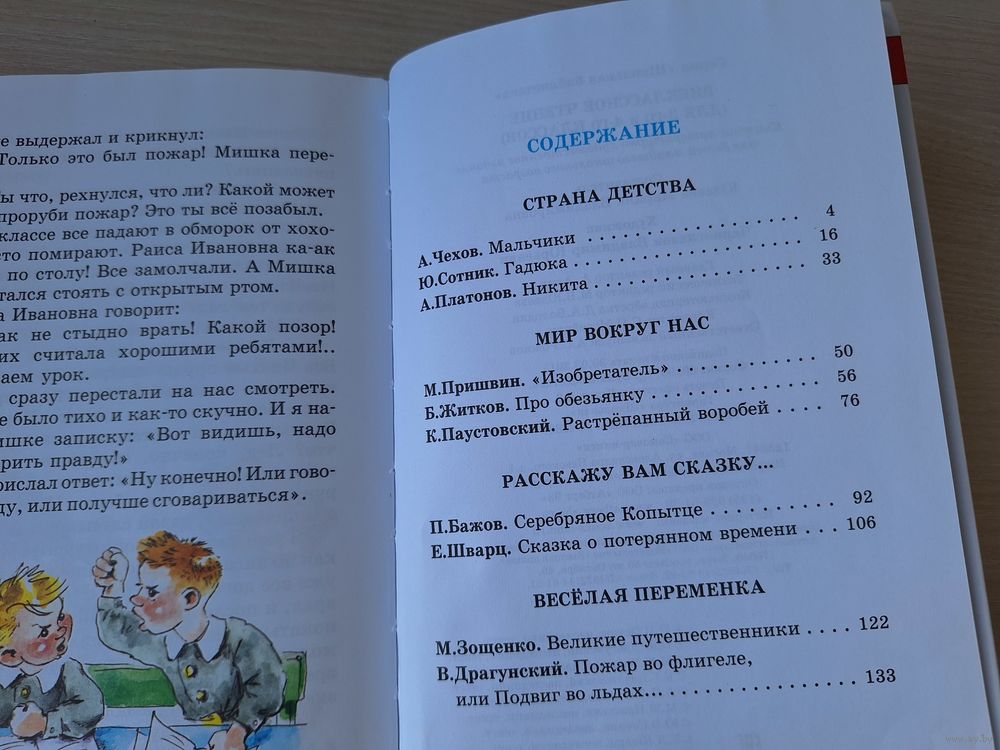 е выдержал и крикнул:
Только это был пожар! Мишка пере-
ы что, рехнулся, что ли? Какой может
проруби пожар? Это ты всё позабыл.
классе все падают в обморок от хохо-
сто помирают. Раиса Ивановна ка-ак
по столу! Все замолчали. А Мишка
тался стоять с открытым ртом.
а Ивановна говорит:
ак не стыдно врать! Какой позор!
их считала хорошими ребятами!..
аем урок.
сразу перестали на нас смотреть.
е было тихо и как-то скучно. И я на-
ишке записку: «Вот видишь, надо
орить правду!»
рислал ответ: «Ну конечно! Или гово-
ду, или получше сговариваться».
СОДЕРЖАНИЕ
СТРАНА ДЕТСТВА
А.Чехов. Мальчики . . . . . . . . . . . . . . . . 4
Ю.Сотник. Гадюка . . . . . . . . . . . . . . . . 16
А.Платонов. Никита . . . . . . . . . . . . . . . 33
МИР ВОКРУГ НАС
М.Пришвин. «Изобретатель» . . . . . . . . . . . 50
Б.Житков. Про обезьянку . . . . . . . . . . . . 56
К.Паустовский. Растрёпанный воробей . . . . 76
РАССКАЖУ ВАМ СКАЗКУ...
П.Бажов. Серебряное Копытце . . . . . . . . . . 92
Е.Шварц. Сказка о потерянном времени . . . 106
ВЕСЁЛАЯ ПЕРЕМЕНКА
М.Зощенко. Великие путешественники . . . . 122
В.Драгунский. Пожар во флигеле,
или Подвиг во льдах... . . . . . . . . . . . . . . . 133